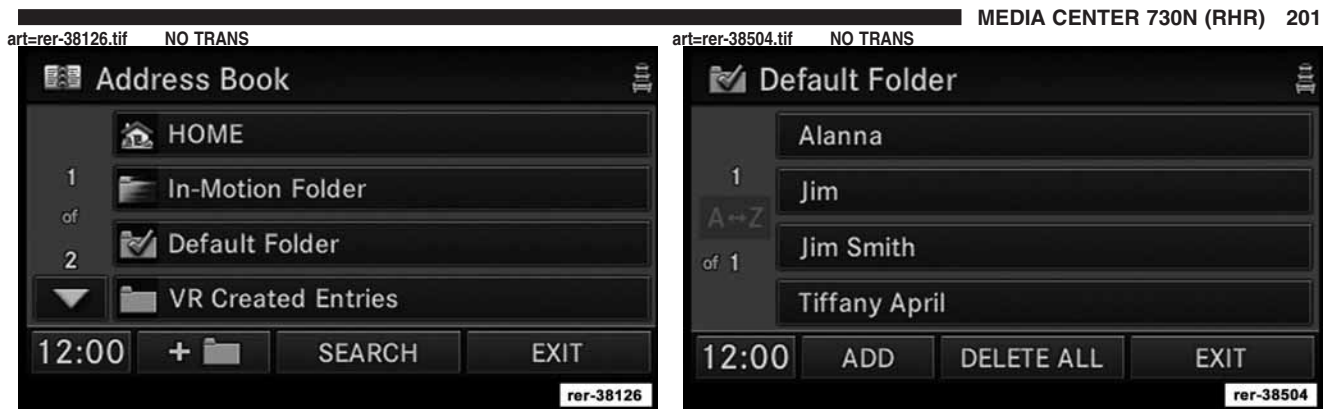 MEDIA CENTER 730N (RHR) 201
art=rer-38126.tif NO TRANS
Address Book
HOME
In-Motion Folder
Default Folder
VR Created Entries
1
of
2
12:00
+
SEARCH
EXIT
rer-38126
art=rer-38504.tif NO TRANS
Default Folder
Alanna
Jim
Jim Smith
Tiffany April
1
A↔Z
of 1
12:00
ADD
DELETE ALL
EXIT
rer-38504